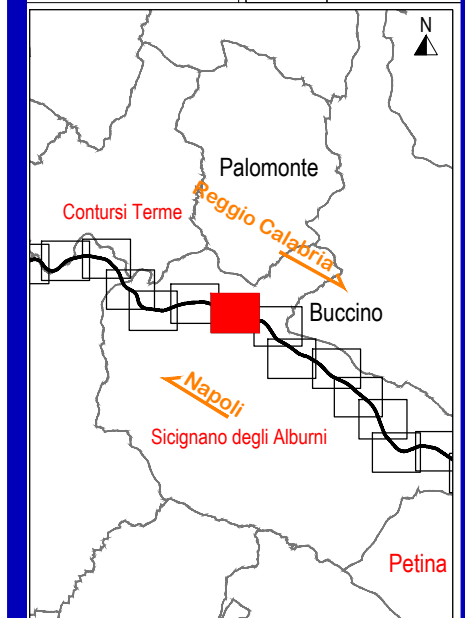 N
Palomonte
Reggio Calabria
Contursi Terme
Buccino
Napoli
Sicignano degli Alburni
Petina